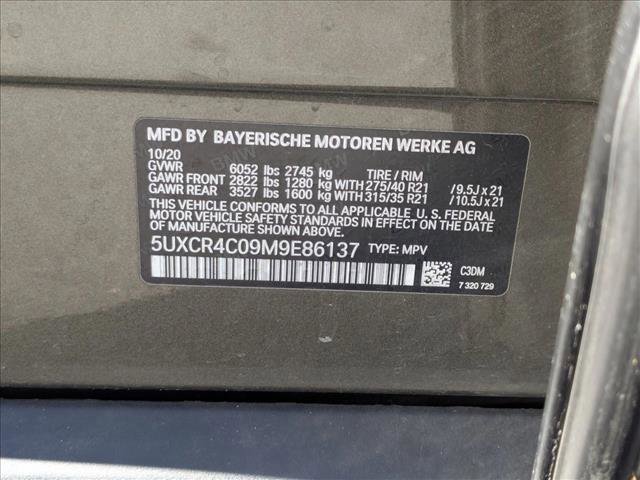 MFD BY BAYERISCHE MOTOREN WERKE AG
10/20
GVWR 6052 lbs 2745 kg TIRE / RIM
GAWR FRONT 2822 lbs 1280 kg WITH 275/40 R21 /9.5J x 21
GAWR REAR 3527 lbs 1600 kg WITH 315/35 R21 /10.5J x 21
THIS VEHICLE CONFORMS TO ALL APPLICABLE U. S. FEDERAL
MOTOR VEHICLE SAFETY STANDARDS IN EFFECT ON THE DATE
OF MANUFACTURE SHOWN ABOVE.
5UXCR4C09M9E86137 TYPE: MPV
C3DM
7 320 729